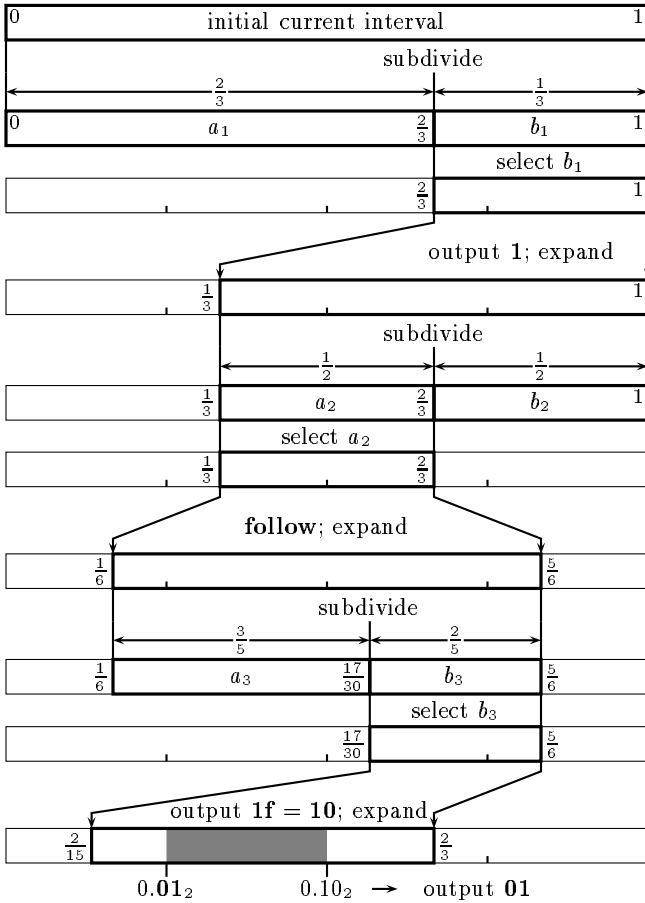 0 initial current interval 1
subdivide
2/3 1/3
0 a₁ 2/3 b₁ 1
select b₁
2/3 1
output 1; expand
1/3 1
subdivide
1/2 1/2
1/3 a₂ 2/3 b₂ 1
select a₂
1/3 2/3
follow; expand
1/6 5/6
subdivide
3/5 2/5
1/6 a₃ 17/30 b₃ 5/6
select b₃
17/30 5/6
output 1f = 10; expand
2/15 2/3
0.01₂ 0.10₂ → output 01